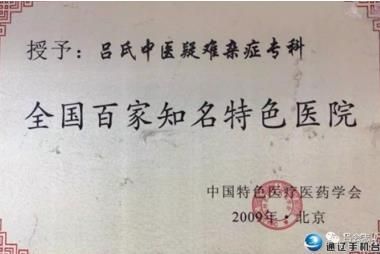 授予：吕氏中医疑难杂症专科
全国百家知名特色医院
中国特色医疗医药学会
2009年·北京
通辽手机台